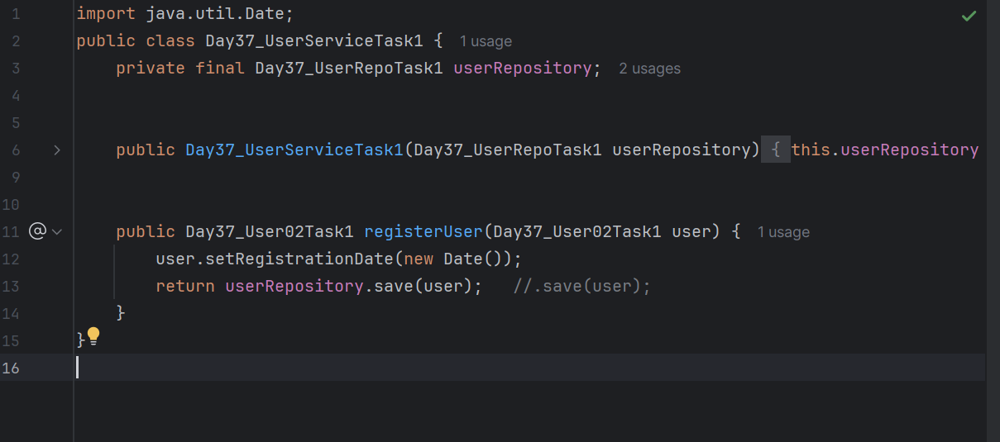 1 import java.util.Date;
2 public class Day37_UserServiceTask1 { 1 usage
3 private final Day37_UserRepoTask1 userRepository; 2 usages
4
5
6 public Day37_UserServiceTask1(Day37_UserRepoTask1 userRepository) { this.userRepository
9
10
11 @ public Day37_User02Task1 registerUser(Day37_User02Task1 user) { 1 usage
12 user.setRegistrationDate(new Date());
13 return userRepository.save(user); //.save(user);
14 }
15 }
16